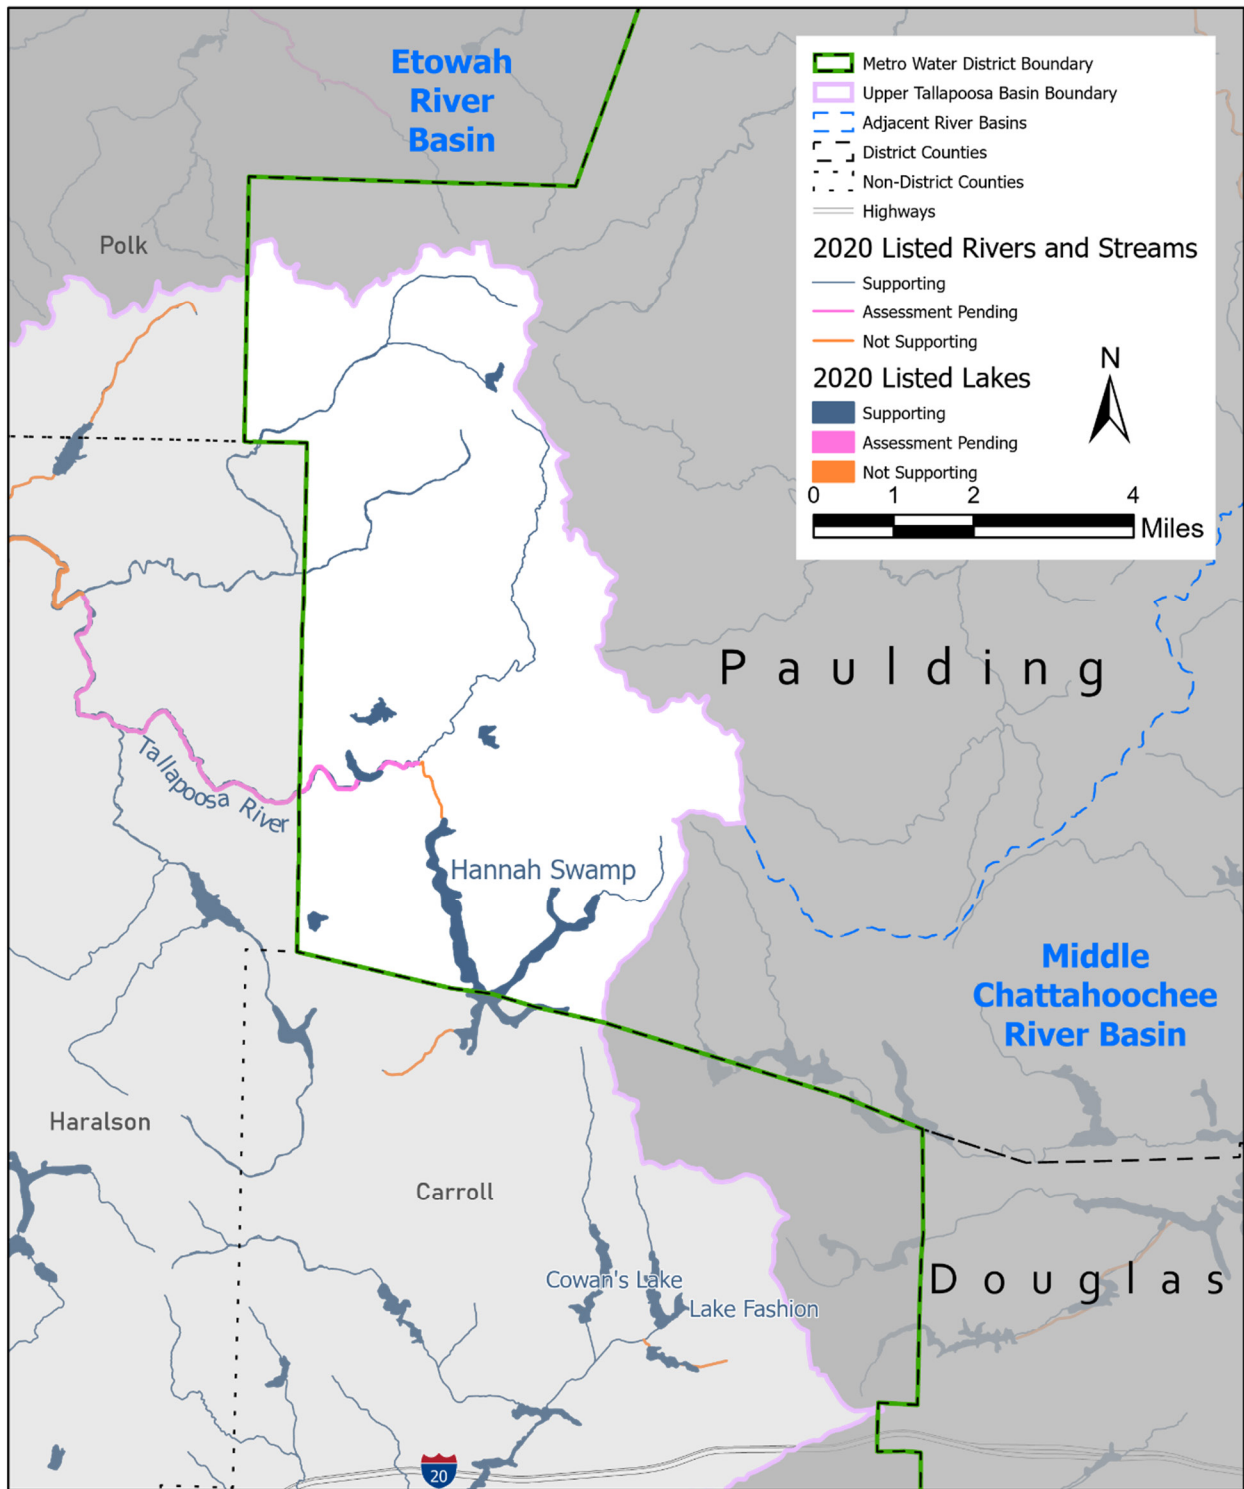 Etowah
River
Basin
Polk
Metro Water District Boundary
Upper Tallapoosa Basin Boundary
Adjacent River Basins
District Counties
Non-District Counties
Highways
2020 Listed Rivers and Streams
Supporting
Assessment Pending
Not Supporting
2020 Listed Lakes
Supporting
Assessment Pending
Not Supporting
N
0 1 2 4
Miles
Paulding
Tallapoosa River
Hannah Swamp
Middle
Chattahoochee
River Basin
Haralson
Carroll
Cowan's Lake
Lake Fashion
Douglas
20